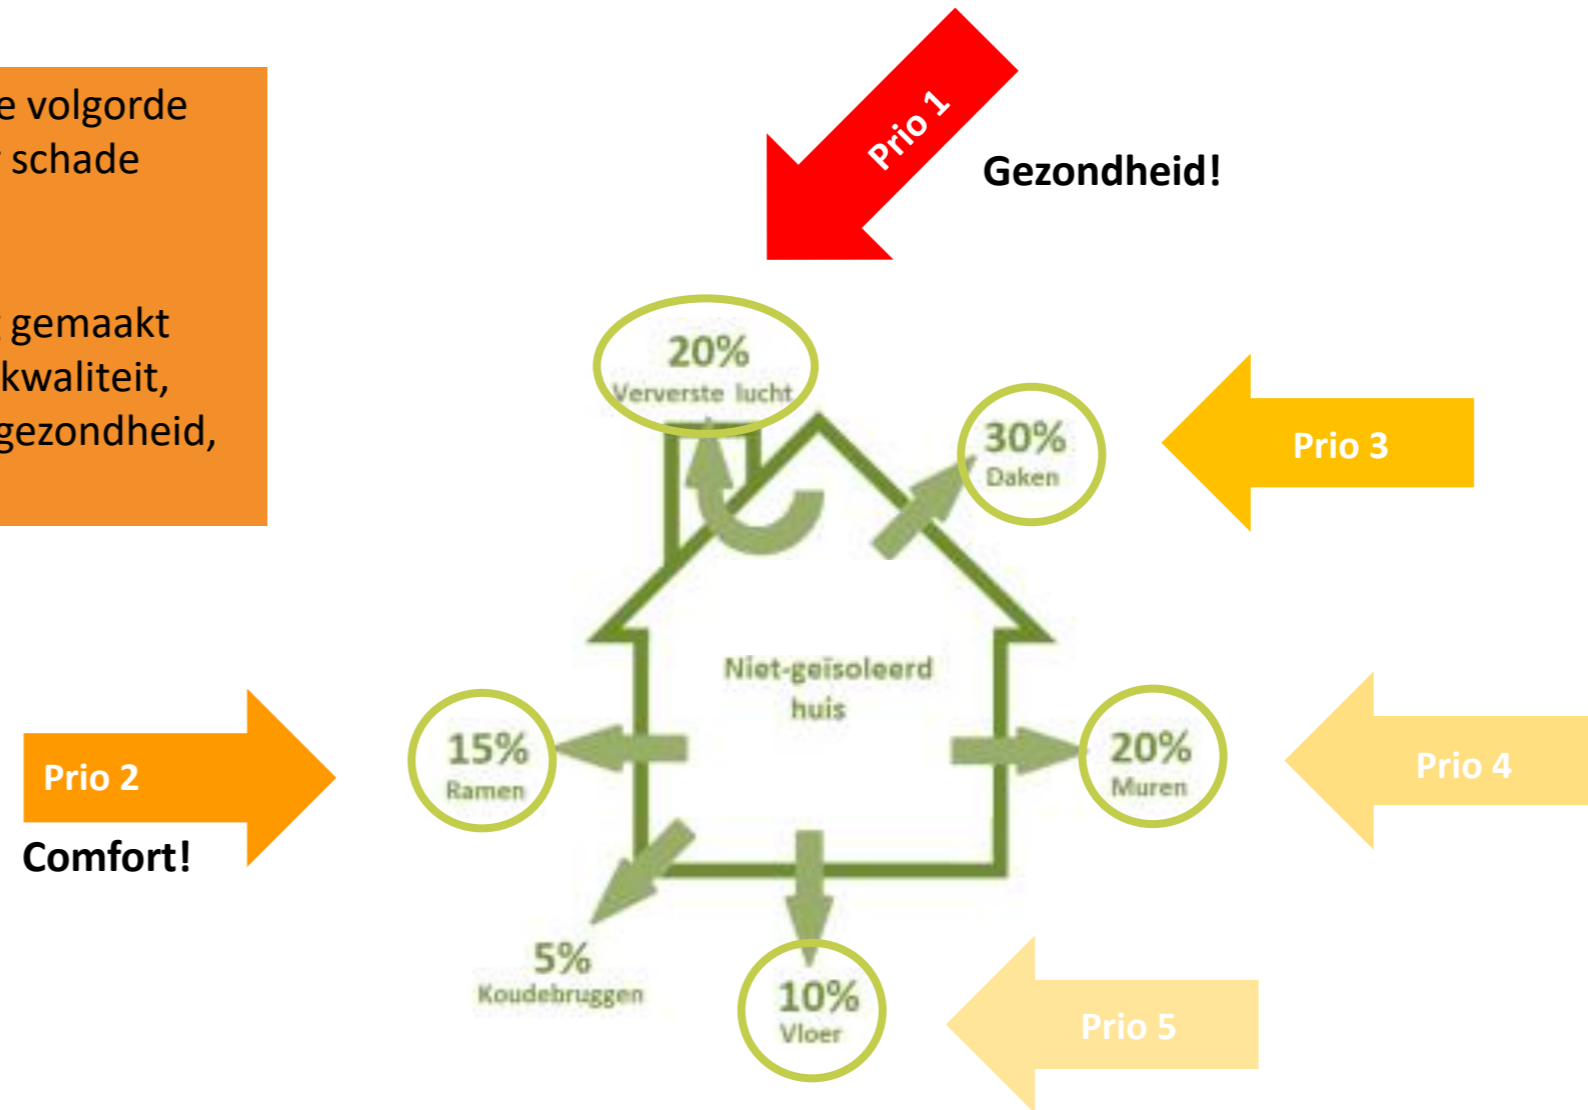 e volgorde
schade
gemaakt
kwaliteit,
gezondheid,
Prio 1
Gezondheid!
20%
Ververste lucht
30%
Daken
Prio 3
Niet-geïsoleerd
huis
15%
Ramen
Prio 2
Comfort!
20%
Muren
Prio 4
5%
Koudebruggen
10%
Vloer
Prio 5